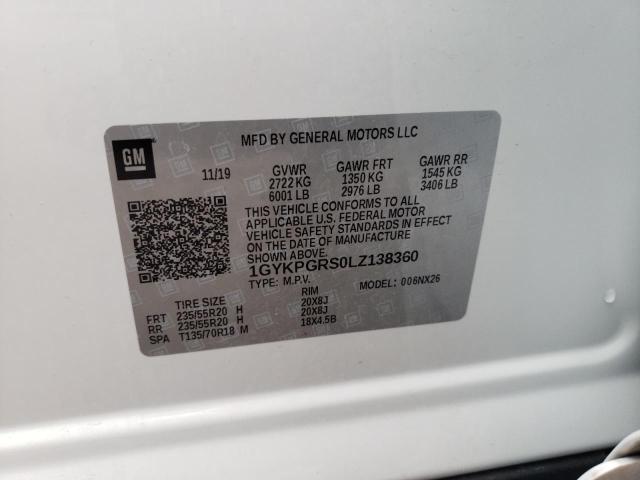 MFD BY GENERAL MOTORS LLC
GM
11/19 GVWR GAWR FRT GAWR RR
2722 KG 1350 KG 1545 KG
6001 LB 2976 LB 3406 LB
THIS VEHICLE CONFORMS TO ALL
APPLICABLE U.S. FEDERAL MOTOR
VEHICLE SAFETY STANDARDS IN EFFECT
ON THE DATE OF MANUFACTURE
SHOWN ABOVE.
1GYKPGRS0LZ138360
TYPE: M.P.V. MODEL: 006NX26
TIRE SIZE RIM
FRT 235/55R20 H 20X8J
RR 235/55R20 H 20X8J
SPA T135/70R18 M 18X4.5B